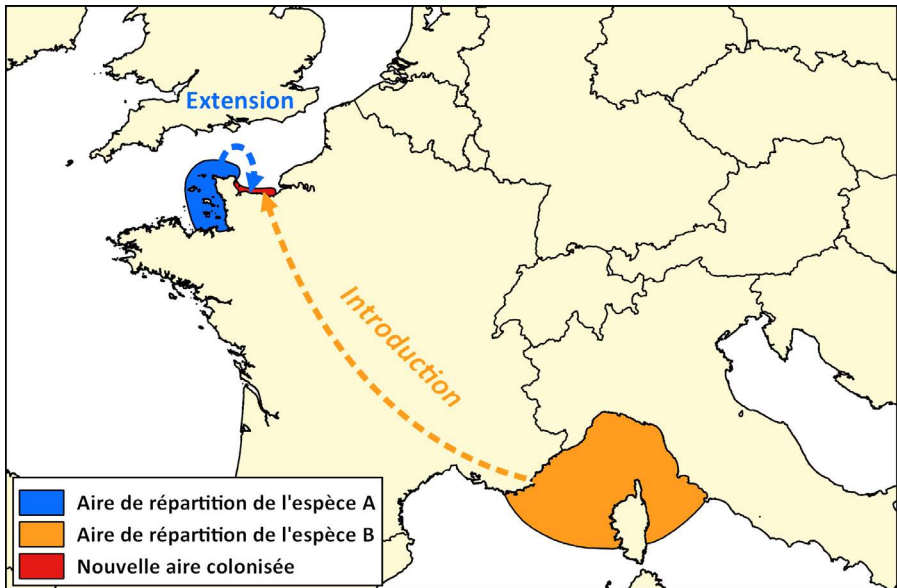 Extension
Introduction
Aire de répartition de l'espèce A
Aire de répartition de l'espèce B
Nouvelle aire colonisée